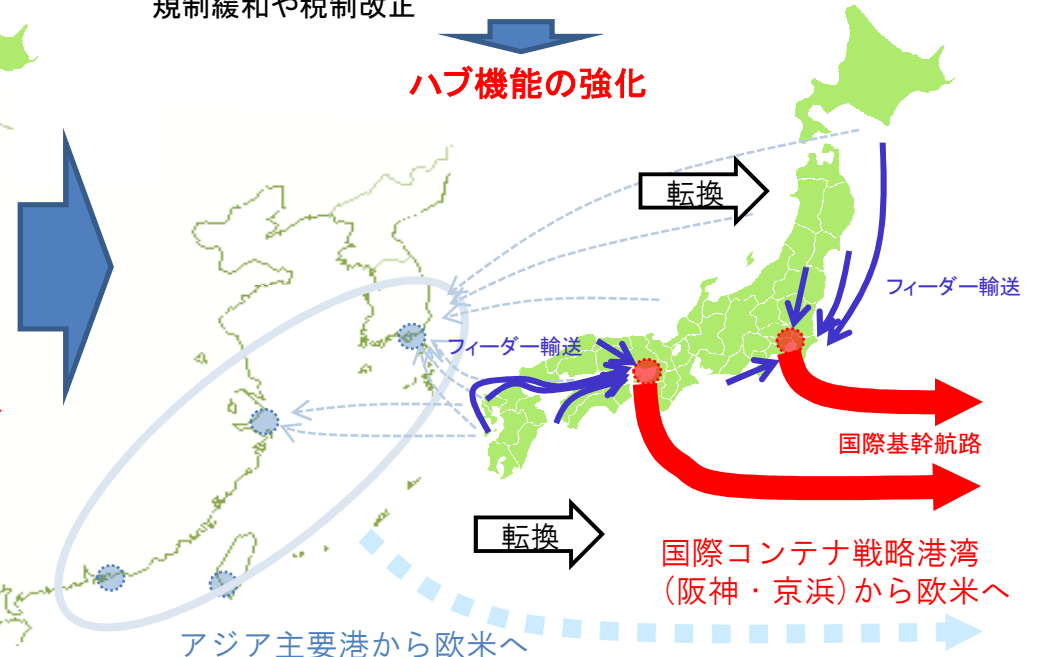 規制緩和や税制改正
ハブ機能の強化
転換
フィーダー輸送
フィーダー輸送
国際基幹航路
転換
国際コンテナ戦略港湾
(阪神・京浜)から欧米へ
アジア主要港から欧米へ